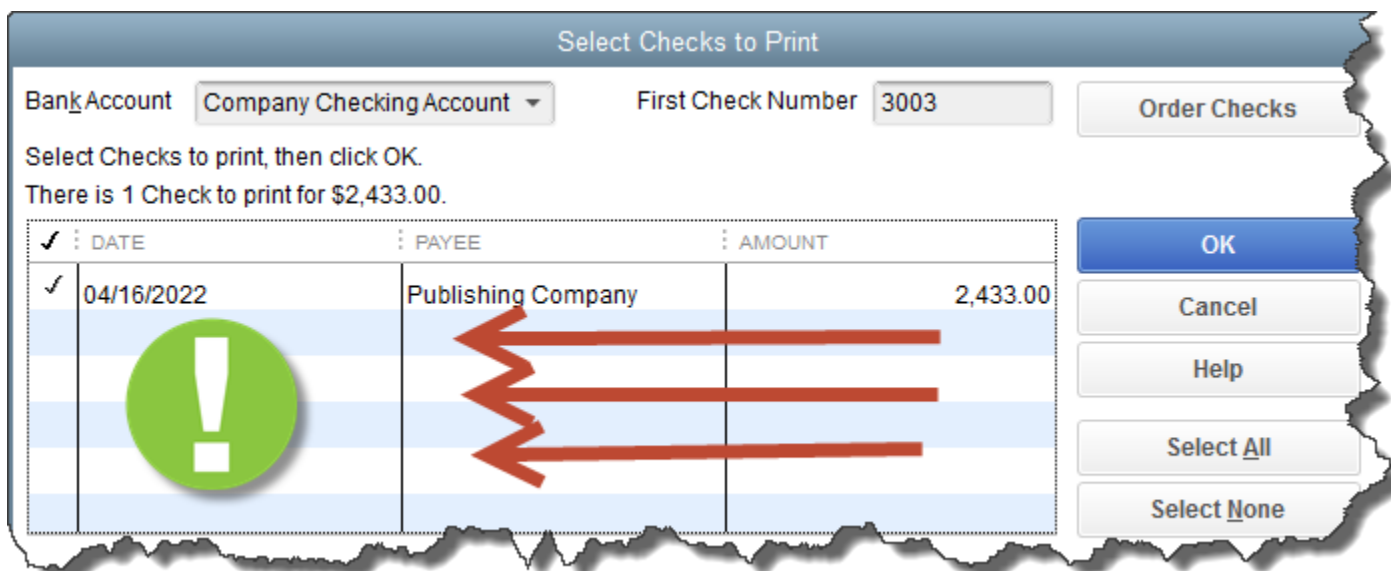 Select Checks to Print
Bank Account Company Checking Account First Check Number 3003 Order Checks
Select Checks to print, then click OK.
There is 1 Check to print for $2,433.00.
✓ DATE PAYEE AMOUNT OK
✓ 04/16/2022 Publishing Company 2,433.00
Cancel
!
Help
Select All
Select None